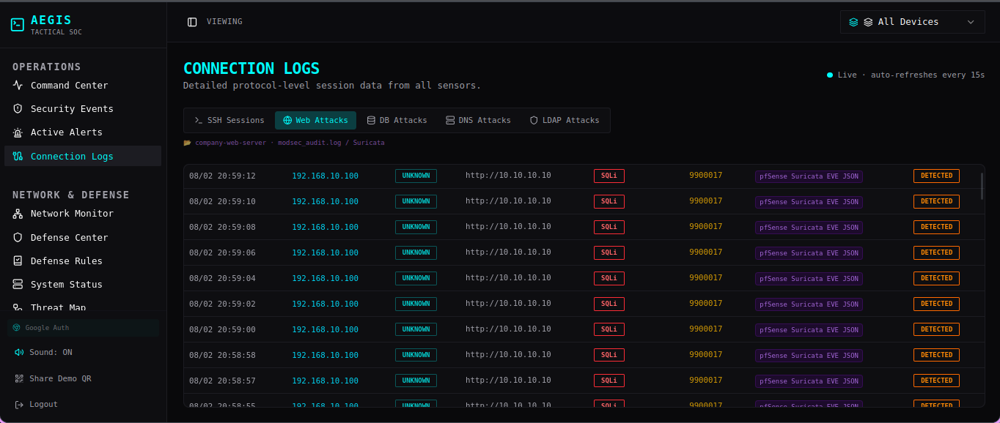 AEGIS
TACTICAL SOC
VIEWING
All Devices
OPERATIONS
Command Center
Security Events
Active Alerts
Connection Logs
NETWORK & DEFENSE
Network Monitor
Defense Center
Defense Rules
System Status
Threat Map
Google Auth
Sound: ON
Share Demo QR
Logout
CONNECTION LOGS
Detailed protocol-level session data from all sensors.
Live · auto-refreshes every 15s
SSH Sessions Web Attacks DB Attacks DNS Attacks LDAP Attacks
company-web-server · modsec_audit.log / Suricata
08/02 20:59:12 192.168.10.100 UNKNOWN http://10.10.10.10 SQLi 9900017 pfSense Suricata EVE JSON DETECTED
08/02 20:59:10 192.168.10.100 UNKNOWN http://10.10.10.10 SQLi 9900017 pfSense Suricata EVE JSON DETECTED
08/02 20:59:08 192.168.10.100 UNKNOWN http://10.10.10.10 SQLi 9900017 pfSense Suricata EVE JSON DETECTED
08/02 20:59:06 192.168.10.100 UNKNOWN http://10.10.10.10 SQLi 9900017 pfSense Suricata EVE JSON DETECTED
08/02 20:59:04 192.168.10.100 UNKNOWN http://10.10.10.10 SQLi 9900017 pfSense Suricata EVE JSON DETECTED
08/02 20:59:02 192.168.10.100 UNKNOWN http://10.10.10.10 SQLi 9900017 pfSense Suricata EVE JSON DETECTED
08/02 20:59:00 192.168.10.100 UNKNOWN http://10.10.10.10 SQLi 9900017 pfSense Suricata EVE JSON DETECTED
08/02 20:58:58 192.168.10.100 UNKNOWN http://10.10.10.10 SQLi 9900017 pfSense Suricata EVE JSON DETECTED
08/02 20:58:57 192.168.10.100 UNKNOWN http://10.10.10.10 SQLi 9900017 pfSense Suricata EVE JSON DETECTED
08/02 20:58:55 192.168.10.100 UNKNOWN http://10.10.10.10 SQLi 9900017 pfSense Suricata EVE JSON DETECTED